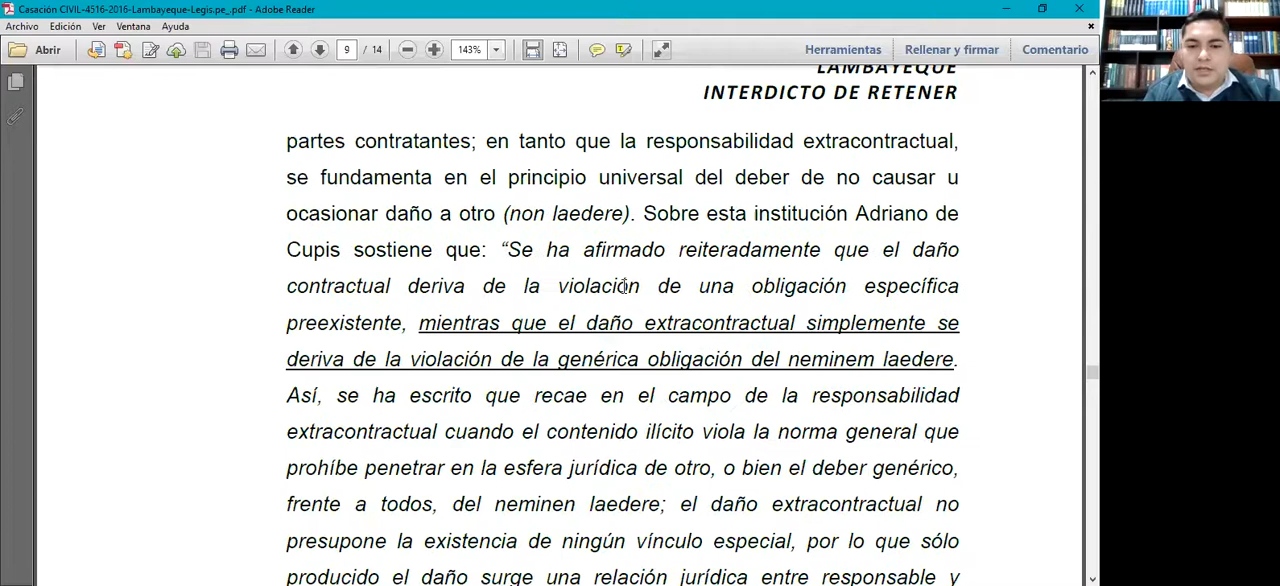 Casación CIVIL-4516-2016-Lambayeque-Legis.pe_.pdf - Adobe Reader
Archivo Edición Ver Ventana Ayuda
Abrir 9 / 14 143% Herramientas Rellenar y firmar Comentario
LAMBAYEQUE
INTERDICTO DE RETENER
partes contratantes; en tanto que la responsabilidad extracontractual,
se fundamenta en el principio universal del deber de no causar u
ocasionar daño a otro (non laedere). Sobre esta institución Adriano de
Cupis sostiene que: “Se ha afirmado reiteradamente que el daño
contractual deriva de la violación de una obligación específica
preexistente, mientras que el daño extracontractual simplemente se
deriva de la violación de la genérica obligación del neminem laedere.
Así, se ha escrito que recae en el campo de la responsabilidad
extracontractual cuando el contenido ilícito viola la norma general que
prohíbe penetrar en la esfera jurídica de otro, o bien el deber genérico,
frente a todos, del neminen laedere; el daño extracontractual no
presupone la existencia de ningún vínculo especial, por lo que sólo
producido el daño surge una relación jurídica entre responsable y